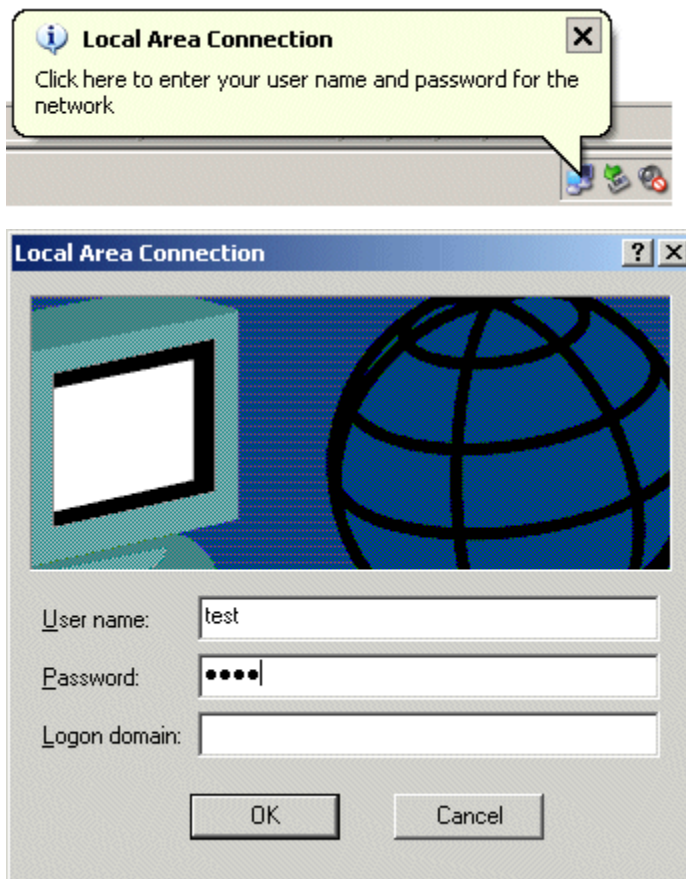 Local Area Connection
Click here to enter your user name and password for the
network
Local Area Connection
User name: test
Password: ••••
Logon domain:
OK Cancel